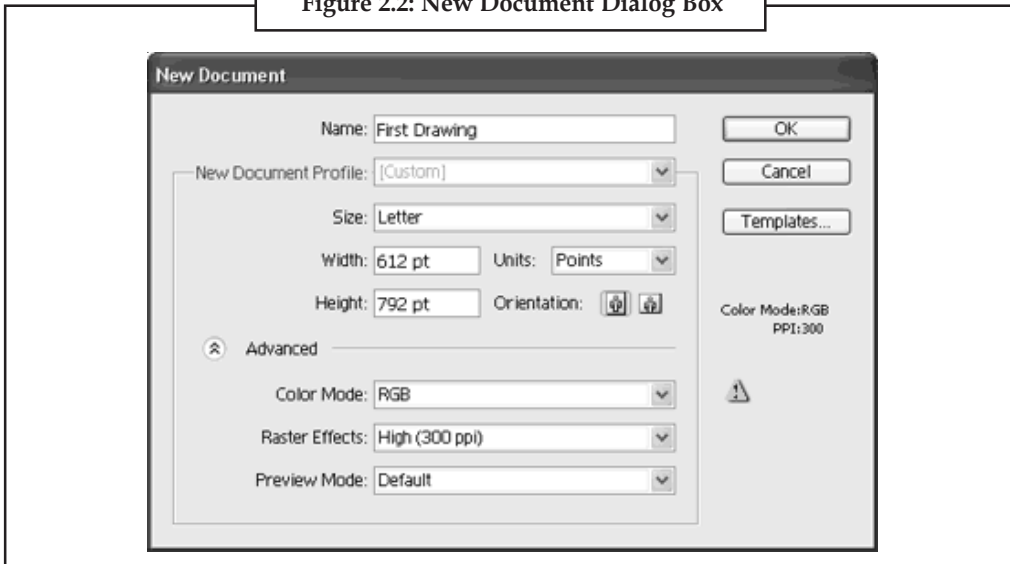 Figure 2.2: New Document Dialog Box
New Document
Name: First Drawing
OK
New Document Profile: [Custom]
Cancel
Size: Letter
Templates...
Width: 612 pt Units: Points
Height: 792 pt Orientation:
Color Mode:RGB
PPI:300
Advanced
Color Mode: RGB
Raster Effects: High (300 ppi)
Preview Mode: Default